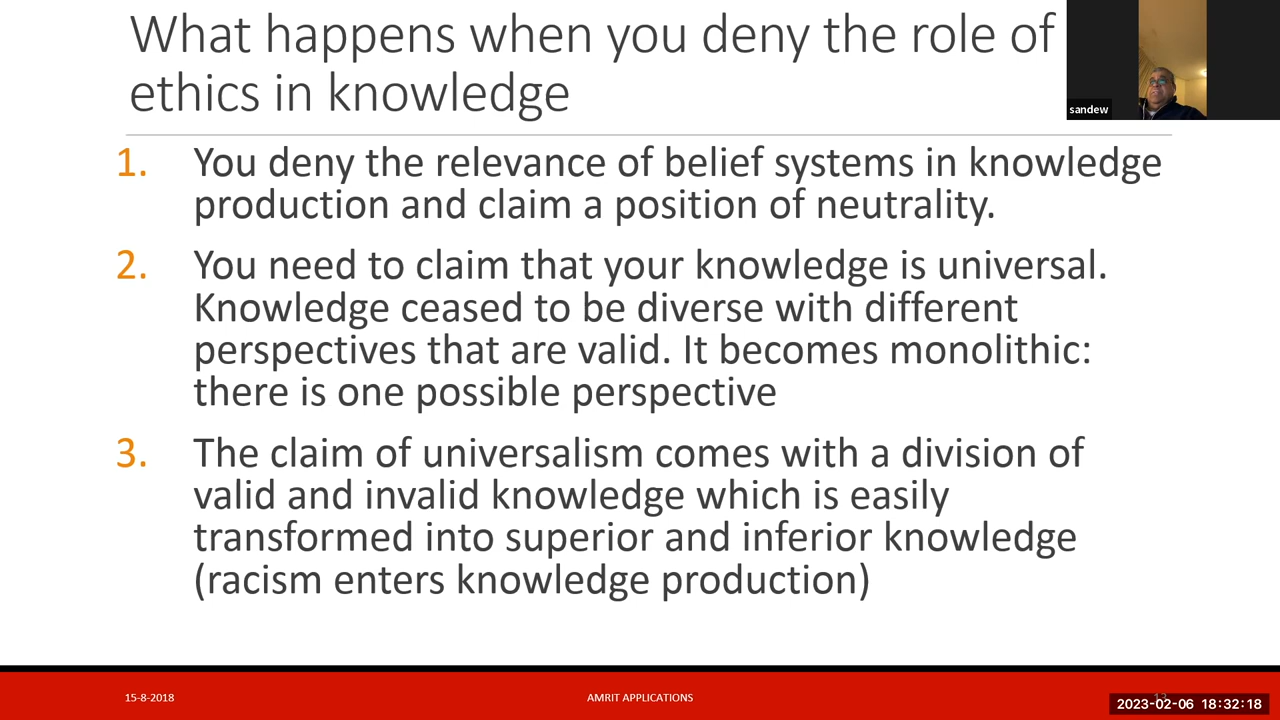 What happens when you deny the role of
ethics in knowledge
sandew
1. You deny the relevance of belief systems in knowledge
production and claim a position of neutrality.
2. You need to claim that your knowledge is universal.
Knowledge ceased to be diverse with different
perspectives that are valid. It becomes monolithic:
there is one possible perspective
3. The claim of universalism comes with a division of
valid and invalid knowledge which is easily
transformed into superior and inferior knowledge
(racism enters knowledge production)
15-8-2018
AMRIT APPLICATIONS
2023-02-06 18:32:18